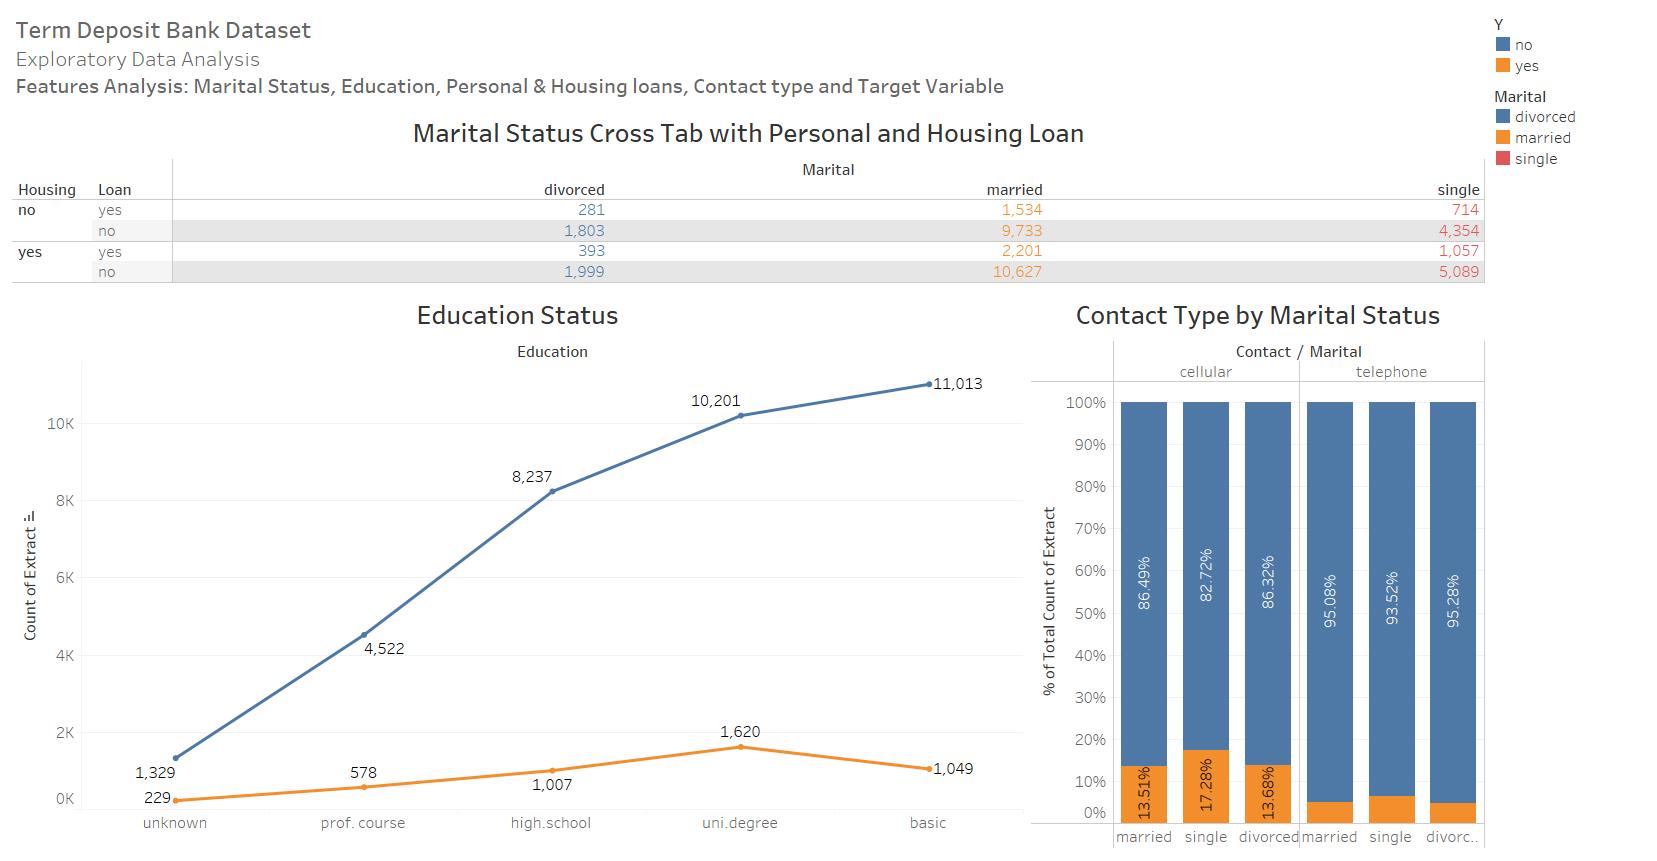 Term Deposit Bank Dataset
Exploratory Data Analysis
Features Analysis: Marital Status, Education, Personal & Housing loans, Contact type and Target Variable
Y
no
yes
Marital
divorced
married
single
Marital Status Cross Tab with Personal and Housing Loan
Marital
Housing Loan divorced married single
no yes 281 1,534 714
no 1,803 9,733 4,354
yes yes 393 2,201 1,057
no 1,999 10,627 5,089
Education Status
Education
Count of Extract
10K
8K
6K
4K
2K
0K
1,329
4,522
8,237
10,201
11,013
229
578
1,007
1,620
1,049
unknown prof. course high.school uni.degree basic
Contact Type by Marital Status
Contact / Marital
cellular telephone
% of Total Count of Extract
100%
90%
80%
70%
60%
50%
40%
30%
20%
10%
0%
86.49% 82.72% 86.32% 95.08% 93.52% 95.28%
13.51% 17.28% 13.68%
married single divorced married single divorc..